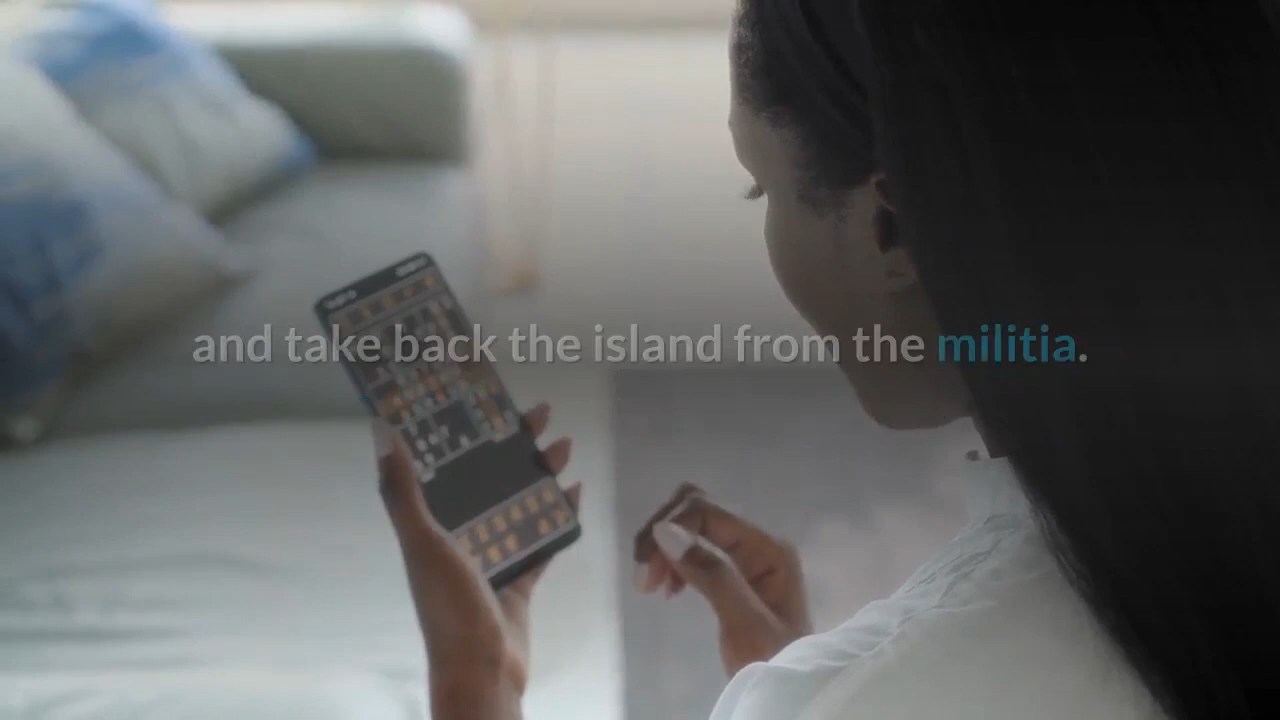 and take back the island from the militia.